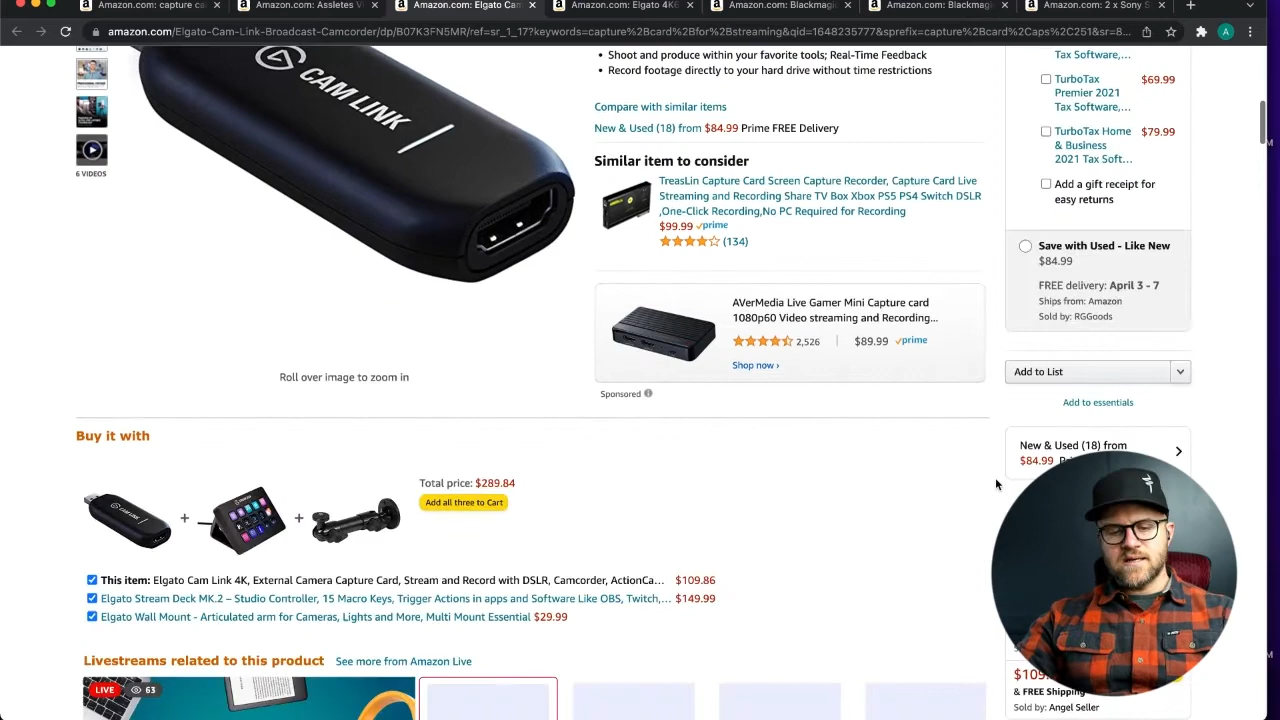 Amazon.com: capture ca
Amazon.com: Assletes V
Amazon.com: Elgato Cam
Amazon.com: Elgato 4K6
Amazon.com: Blackmagic
Amazon.com: Blackmagi
Amazon.com: 2 x Sony S
amazon.com/Elgato-Cam-Link-Broadcast-Camcorder/dp/B07K3FN5MR/ref=sr_1_17?keywords=capture%2Bcard%2Bfor%2Bstreaming&qid=1648235777&sprefix=capture%2Bcard%2Caps%2C251&sr=8...
A
CAM LINK
6 VIDEOS
Roll over image to zoom in
Shoot and produce within your favorite tools; Real-Time Feedback
Record footage directly to your hard drive without time restrictions
Compare with similar items
New & Used (18) from $84.99 Prime FREE Delivery
Similar item to consider
TreasLin Capture Card Screen Capture Recorder, Capture Card Live
Streaming and Recording Share TV Box Xbox PS5 PS4 Switch DSLR
,One-Click Recording,No PC Required for Recording
$99.99 prime
(134)
AVerMedia Live Gamer Mini Capture card
1080p60 Video streaming and Recording...
2,526 $89.99 prime
Shop now ›
Sponsored
Tax Software,...
TurboTax $69.99
Premier 2021
Tax Software,...
TurboTax Home $79.99
& Business
2021 Tax Soft...
Add a gift receipt for
easy returns
Save with Used - Like New
$84.99
FREE delivery: April 3 - 7
Ships from: Amazon
Sold by: RGGoods
Add to List
Add to essentials
New & Used (18) from
$84.99
Buy it with
CAM LINK
Total price: $289.84
Add all three to Cart
This item: Elgato Cam Link 4K, External Camera Capture Card, Stream and Record with DSLR, Camcorder, ActionCa... $109.86
Elgato Stream Deck MK.2 – Studio Controller, 15 Macro Keys, Trigger Actions in apps and Software Like OBS, Twitch,... $149.99
Elgato Wall Mount - Articulated arm for Cameras, Lights and More, Multi Mount Essential $29.99
Livestreams related to this product See more from Amazon Live
LIVE 63
$109.
& FREE Shipping
Sold by: Angel Seller